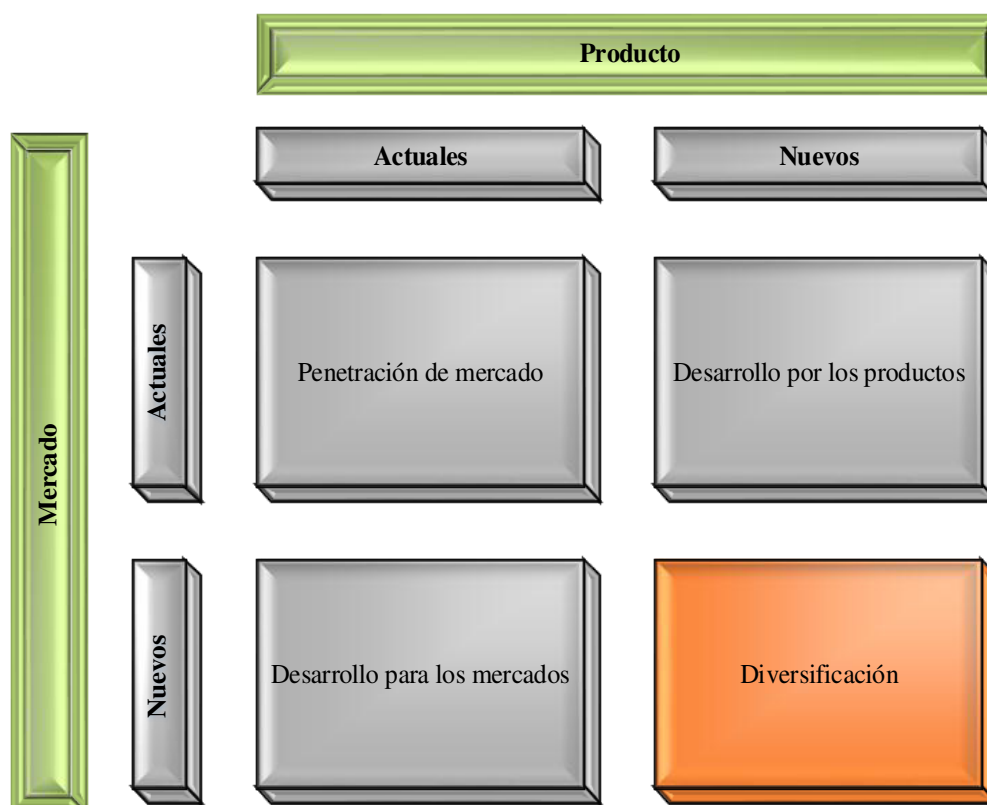 Producto
Actuales
Nuevos
Mercado
Actuales
Penetración de mercado
Desarrollo por los productos
Nuevos
Desarrollo para los mercados
Diversificación